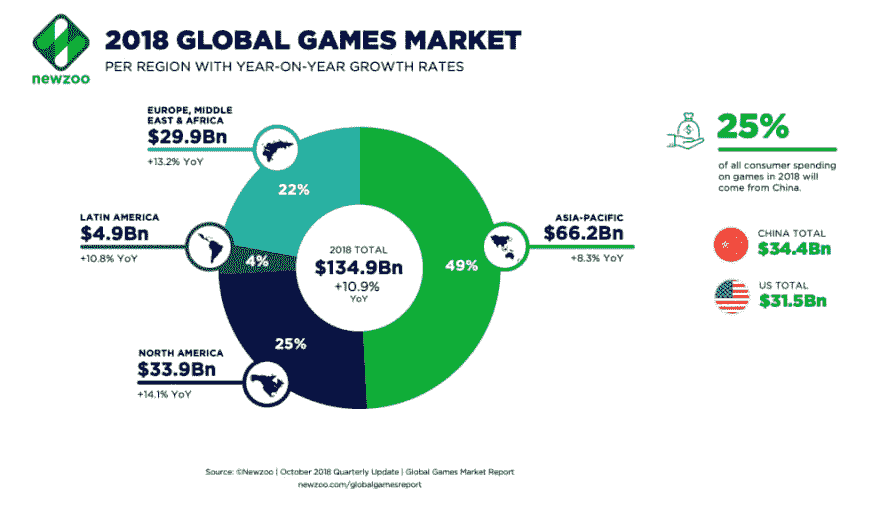 newzoo
2018 GLOBAL GAMES MARKET
PER REGION WITH YEAR-ON-YEAR GROWTH RATES
EUROPE, MIDDLE
EAST & AFRICA
$29.9Bn
+13.2% YoY
22%
LATIN AMERICA
$4.9Bn
+10.8% YoY
4%
2018 TOTAL
$134.9Bn
+10.9%
YoY
49%
ASIA-PACIFIC
$66.2Bn
+8.3% YoY
NORTH AMERICA
$33.9Bn
+14.1% YoY
25%
$
25%
of all consumer spending
on games in 2018 will
come from China.
CHINA TOTAL
$34.4Bn
US TOTAL
$31.5Bn
Source: ©Newzoo | October 2018 Quarterly Update | Global Games Market Report
newzoo.com/globalgamesreport